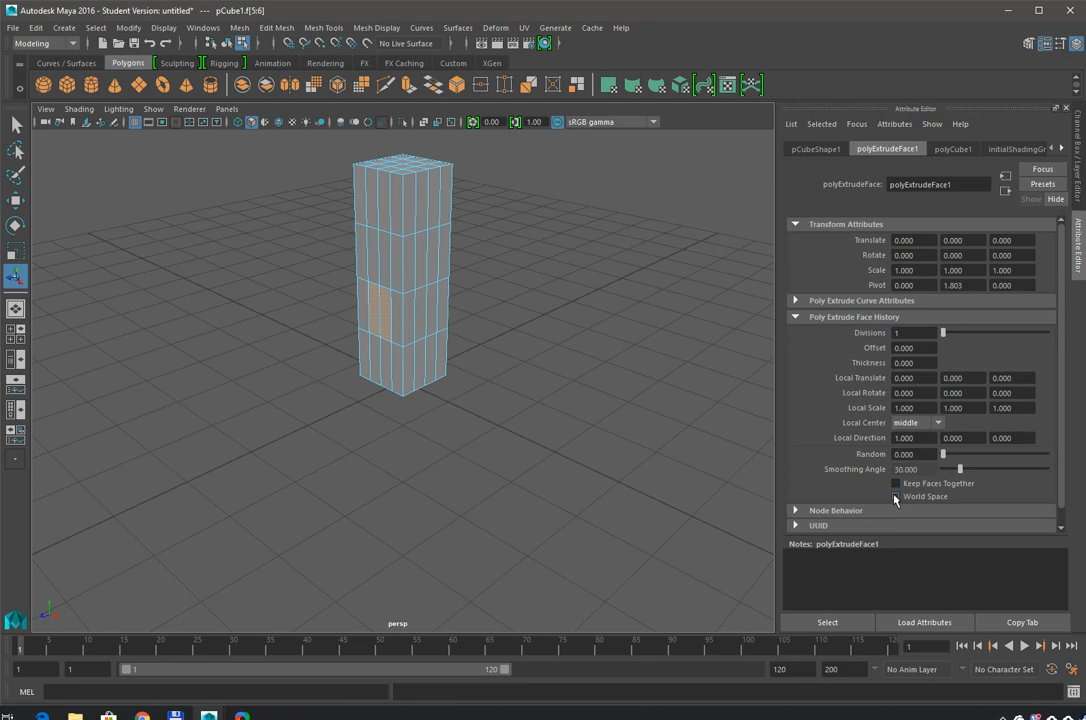 Autodesk Maya 2016 - Student Version: untitled*   ---   pCube1.f[5:6]
File Edit Create Select Modify Display Windows Mesh Edit Mesh Mesh Tools Mesh Display Curves Surfaces Deform UV Generate Cache Help
Modeling No Live Surface
Curves / Surfaces Polygons Sculpting Rigging Animation Rendering FX FX Caching Custom XGen
View Shading Lighting Show Renderer Panels
0.00 1.00 sRGB gamma
persp
Attribute Editor
List Selected Focus Attributes Show Help
pCubeShape1 polyExtrudeFace1 polyCube1 initialShadingGr
Focus
polyExtrudeFace: polyExtrudeFace1 Presets
Show Hide
Transform Attributes
Translate 0.000 0.000 0.000
Rotate 0.000 0.000 0.000
Scale 1.000 1.000 1.000
Pivot 0.000 1.803 0.000
Poly Extrude Curve Attributes
Poly Extrude Face History
Divisions 1
Offset 0.000
Thickness 0.000
Local Translate 0.000 0.000 0.000
Local Rotate 0.000 0.000 0.000
Local Scale 1.000 1.000 1.000
Local Center middle
Local Direction 1.000 0.000 0.000
Random 0.000
Smoothing Angle 30.000
Keep Faces Together
World Space
Node Behavior
UUID
Notes: polyExtrudeFace1
Select Load Attributes Copy Tab
Channel Box / Layer Editor
Attribute Editor
5 10 15 20 25 30 35 40 45 50 55 60 65 70 75 80 85 90 95 100 105 110 115
1 1
1 1 1 120 120 200 No Anim Layer No Character Set
MEL